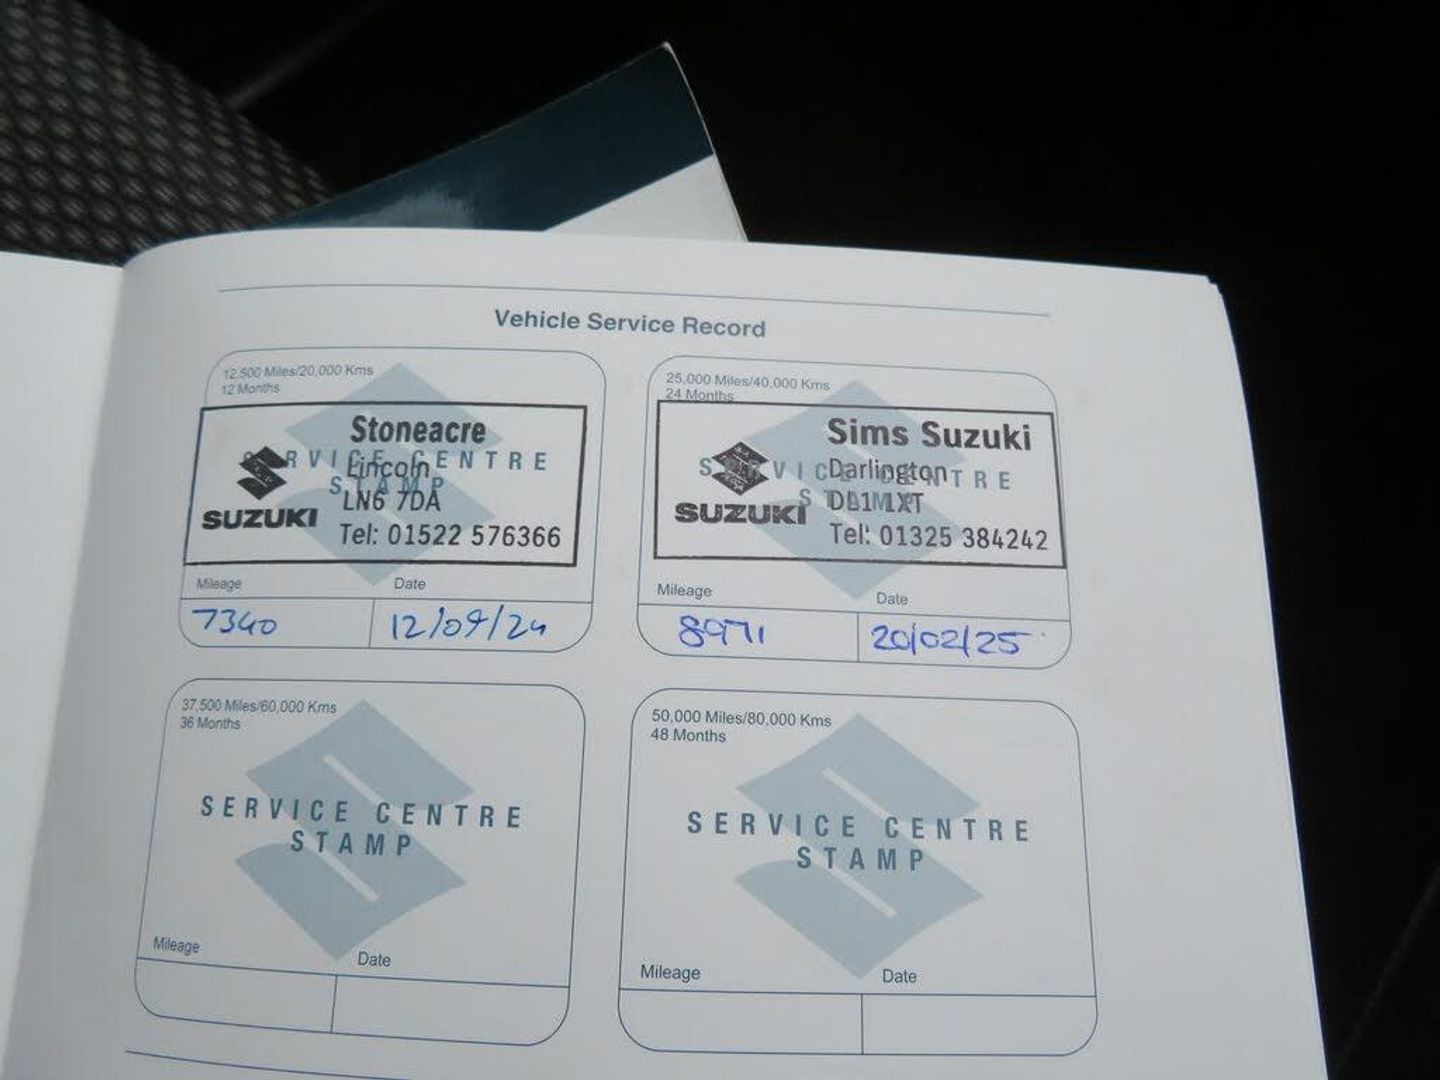 Vehicle Service Record
12,500 Miles/20,000 Kms
12 Months
Stoneacre
SERVICE CENTRE
Lincoln
STAMP
LN6 7DA
SUZUKI
Tel: 01522 576366
Mileage
Date
7340
12/09/24
25,000 Miles/40,000 Kms
24 Months
Sims Suzuki
SERVICE CENTRE
Darlington
STAMP
DL1 1XT
SUZUKI
Tel: 01325 384242
Mileage
Date
8971
20/02/25
37,500 Miles/60,000 Kms
36 Months
SERVICE CENTRE
STAMP
Mileage
Date
50,000 Miles/80,000 Kms
48 Months
SERVICE CENTRE
STAMP
Mileage
Date